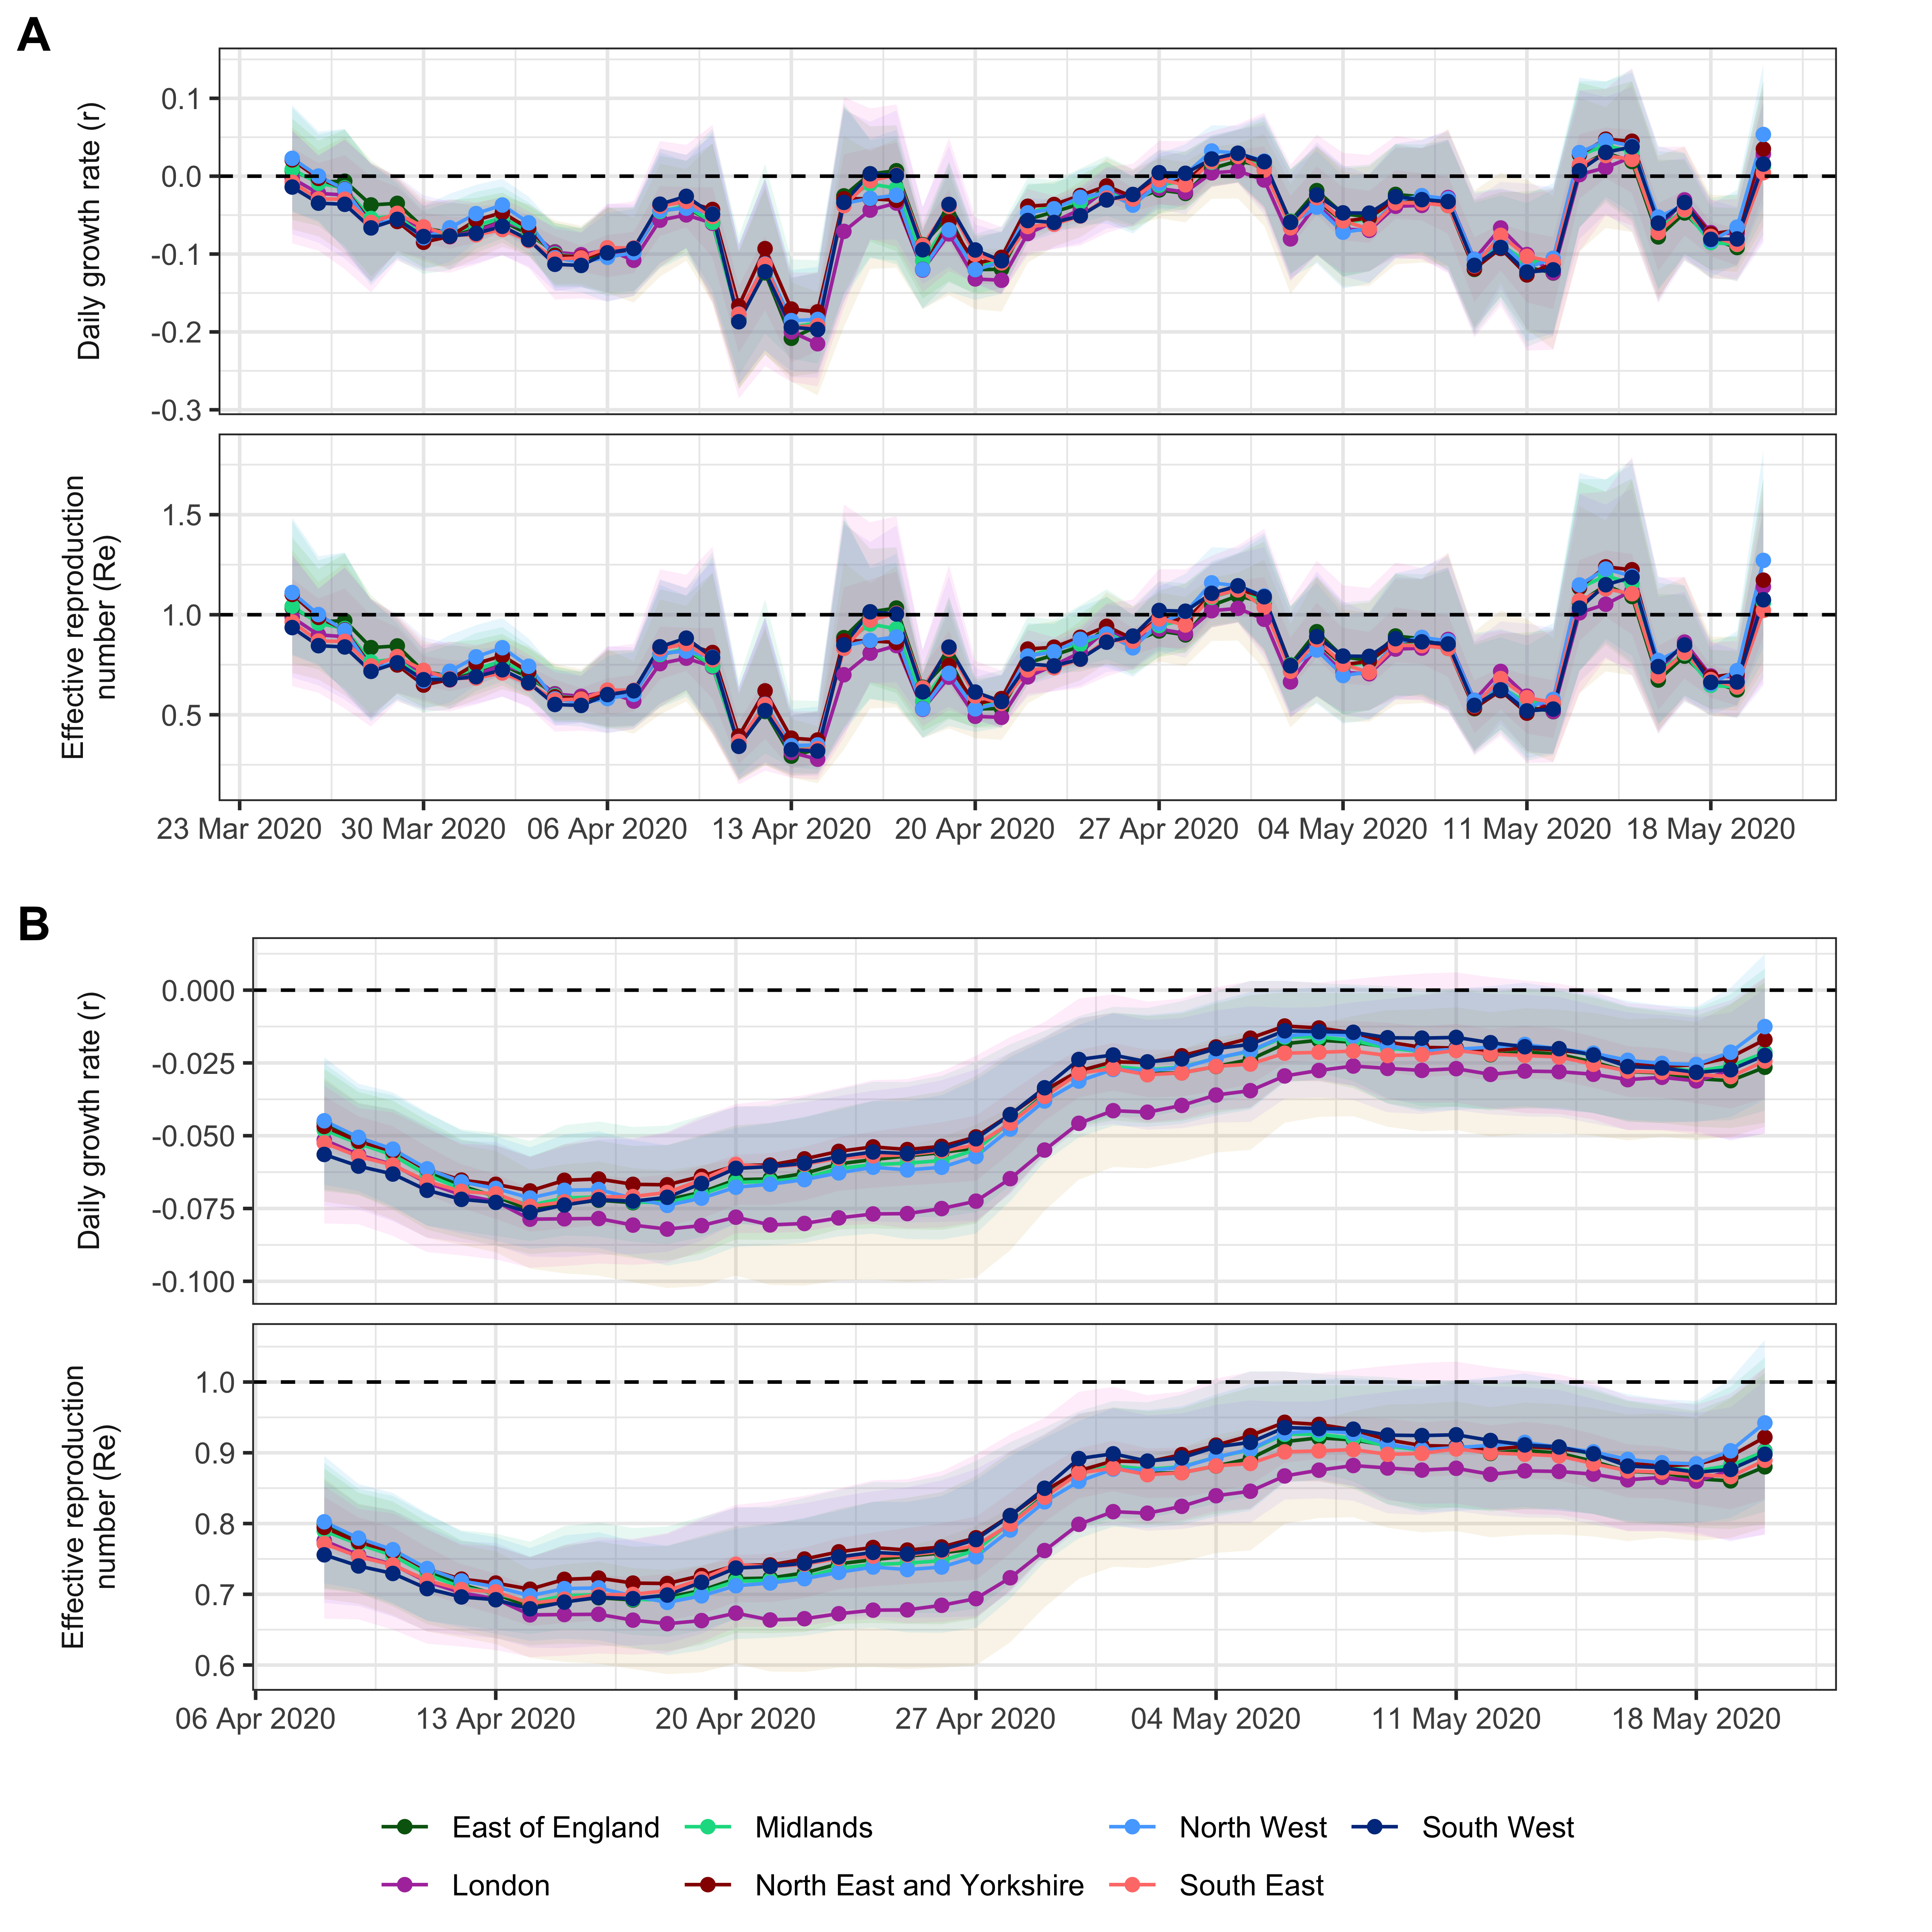 A
Daily growth rate (r)
0.1
0.0
-0.1
-0.2
-0.3
Effective reproduction
number (Re)
1.5
1.0
0.5
23 Mar 2020 30 Mar 2020 06 Apr 2020 13 Apr 2020 20 Apr 2020 27 Apr 2020 04 May 2020 11 May 2020 18 May 2020
B
Daily growth rate (r)
0.000
-0.025
-0.050
-0.075
-0.100
Effective reproduction
number (Re)
1.0
0.9
0.8
0.7
0.6
06 Apr 2020 13 Apr 2020 20 Apr 2020 27 Apr 2020 04 May 2020 11 May 2020 18 May 2020
East of England Midlands North West South West
London North East and Yorkshire South East